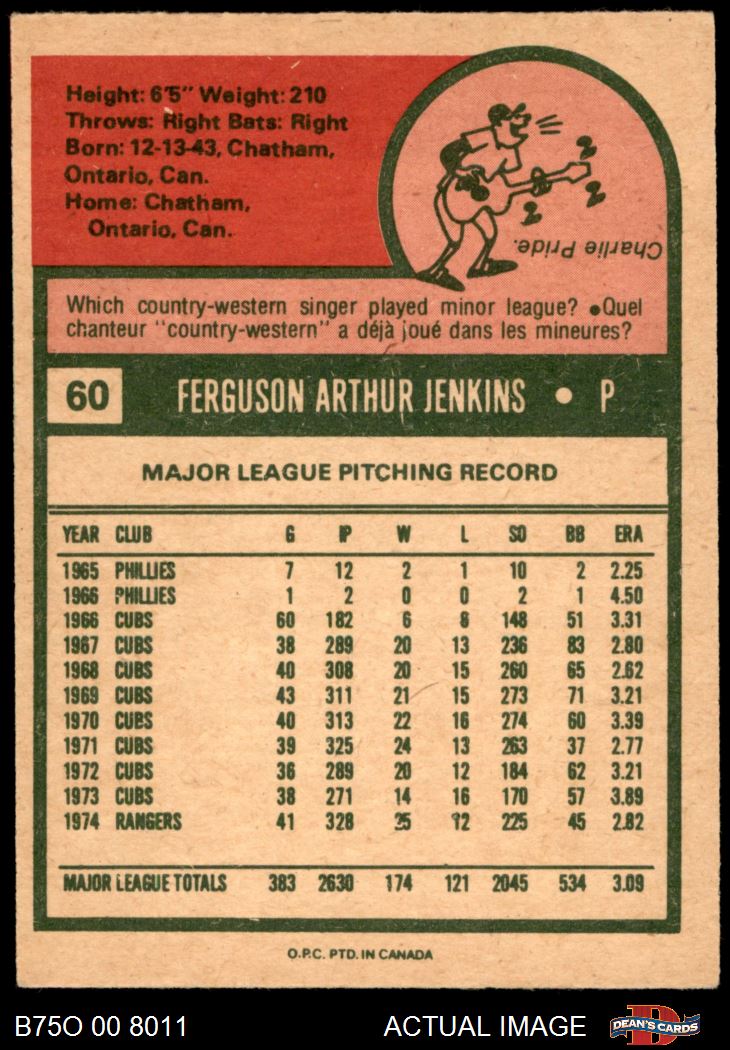 Height: 6'5" Weight: 210
Throws: Right Bats: Right
Born: 12-13-43, Chatham,
Ontario, Can.
Home: Chatham,
Ontario, Can.
Charlie Pride.
Which country-western singer played minor league? ●Quel
chanteur "country-western" a déjà joué dans les mineures?
60 FERGUSON ARTHUR JENKINS • P
MAJOR LEAGUE PITCHING RECORD
YEAR CLUB G IP W L SO BB ERA
1965 PHILLIES 7 12 2 1 10 2 2.25
1966 PHILLIES 1 2 0 0 2 1 4.50
1966 CUBS 60 182 6 8 148 51 3.31
1967 CUBS 38 289 20 13 236 83 2.80
1968 CUBS 40 308 20 15 260 65 2.62
1969 CUBS 43 311 21 15 273 71 3.21
1970 CUBS 40 313 22 16 274 60 3.39
1971 CUBS 39 325 24 13 263 37 2.77
1972 CUBS 36 289 20 12 184 62 3.21
1973 CUBS 38 271 14 16 170 57 3.89
1974 RANGERS 41 328 25 12 225 45 2.82
MAJOR LEAGUE TOTALS 383 2630 174 121 2045 534 3.09
O.P.C. PTD. IN CANADA
B75O 00 8011 ACTUAL IMAGE DEAN'S CARDS